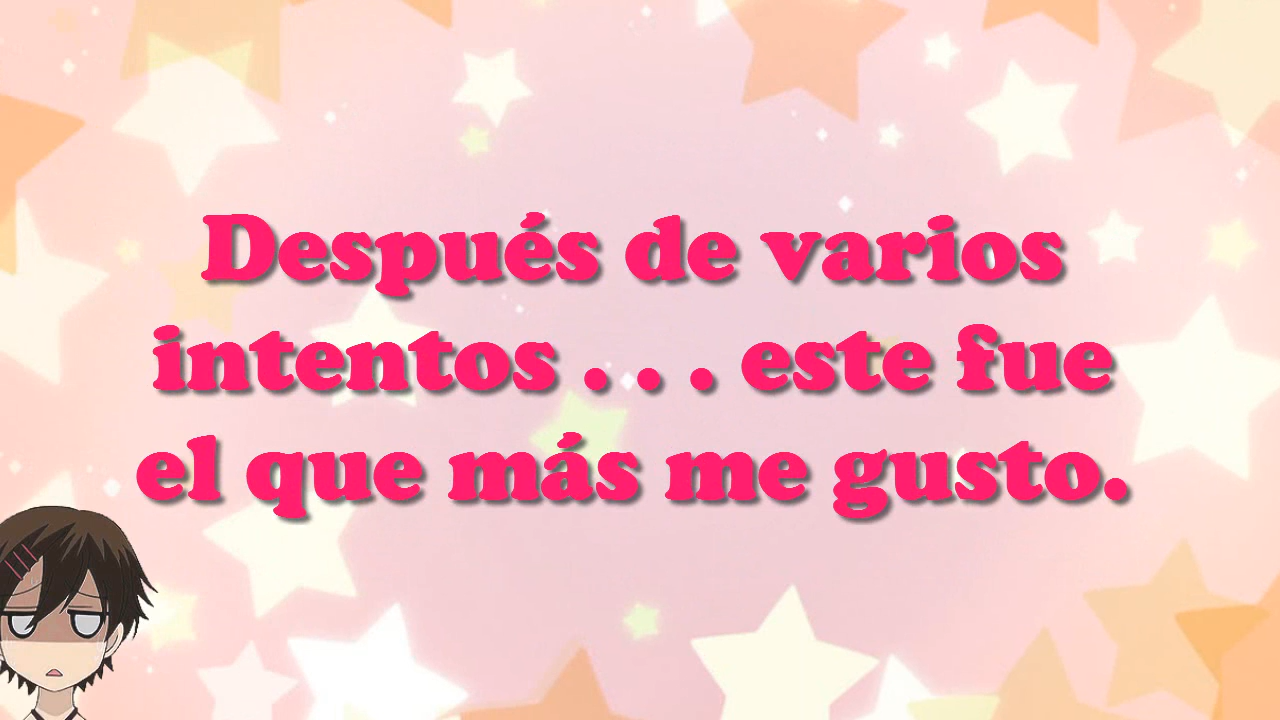 Después de varios
intentos . . . este fue
el que más me gusto.